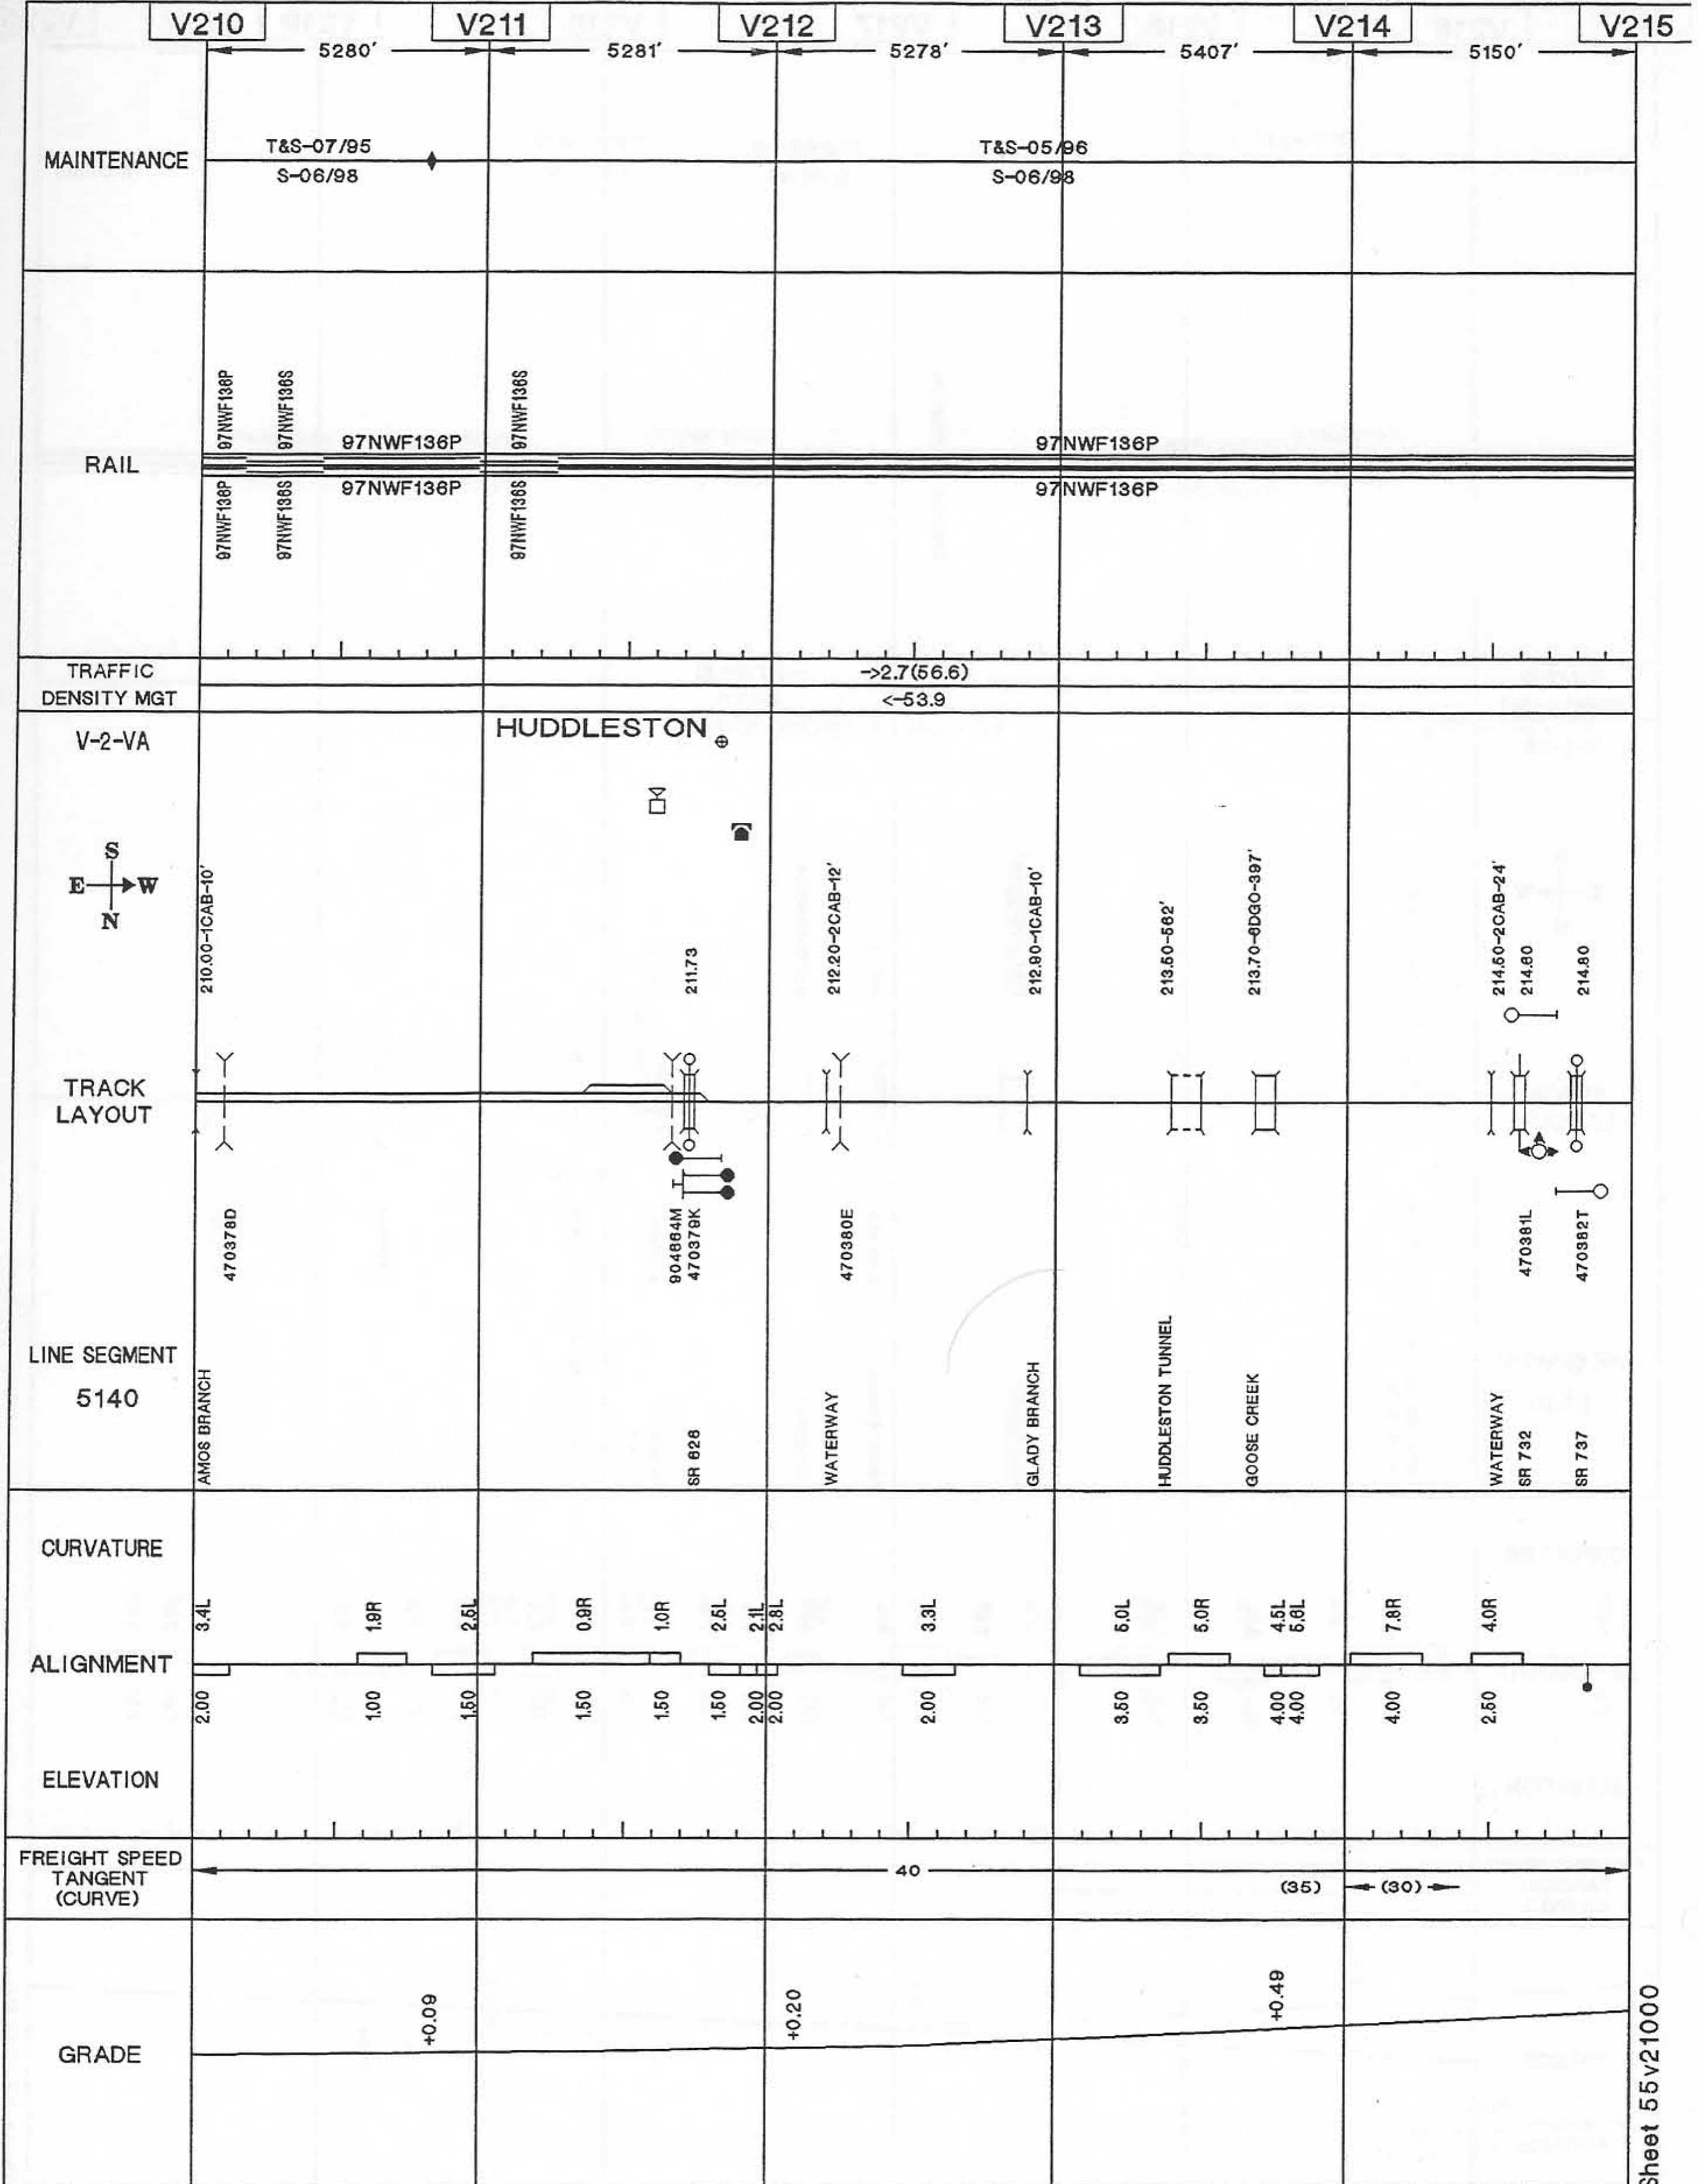 V210 V211 V212 V213 V214 V215
5280' 5281' 5278' 5407' 5150'
MAINTENANCE
T&S-07/95 T&S-05/96
S-06/98 S-06/98
RAIL
97NWF136P 97NWF136S 97NWF136S
97NWF136P 97NWF136P
97NWF136P 97NWF136P
97NWF136P 97NWF136S 97NWF136S
TRAFFIC ->2.7(56.6)
DENSITY MGT <-53.9
V-2-VA
HUDDLESTON
S
E W
N
210.00-1CAB-10' 211.73 212.20-2CAB-12' 212.90-1CAB-10' 213.50-562' 213.70-6DGO-397' 214.50-2CAB-24' 214.60 214.80
TRACK
LAYOUT
470378D 904664M 470379K 470380E 470381L 470382T
LINE SEGMENT
5140
AMOS BRANCH SR 626 WATERWAY GLADY BRANCH HUDDLESTON TUNNEL GOOSE CREEK WATERWAY SR 732 SR 737
CURVATURE
3.4L 1.9R 2.5L 0.9R 1.0R 2.5L 2.1L 2.8L 3.3L 5.0L 5.0R 4.5L 5.6L 7.8R 4.0R
ALIGNMENT
2.00 1.00 1.50 1.50 1.50 1.50 2.00 2.00 2.00 3.50 3.50 4.00 4.00 4.00 2.50
ELEVATION
FREIGHT SPEED
TANGENT
(CURVE)
40
(35) (30)
GRADE
+0.09 +0.20 +0.49
Sheet 55v21000